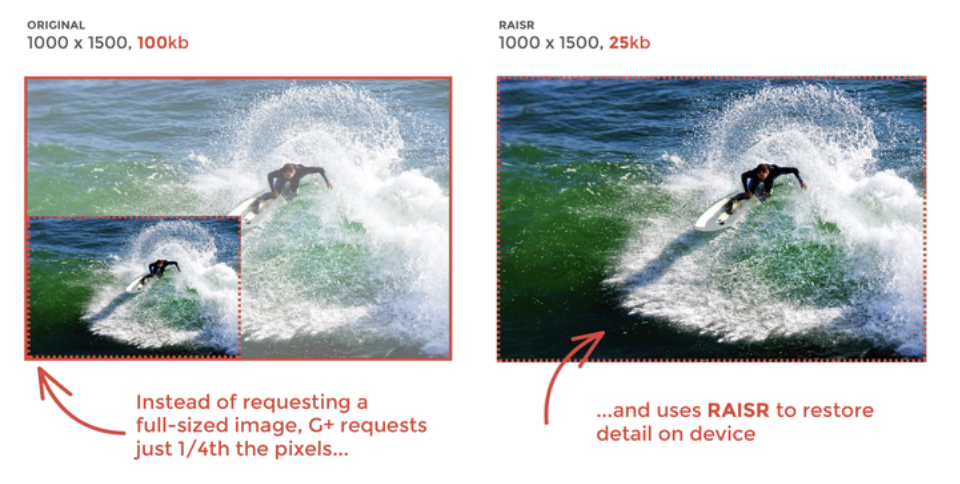 ORIGINAL
1000 x 1500, 100kb
RAISR
1000 x 1500, 25kb
Instead of requesting a
full-sized image, G+ requests
just 1/4th the pixels...
...and uses RAISR to restore
detail on device